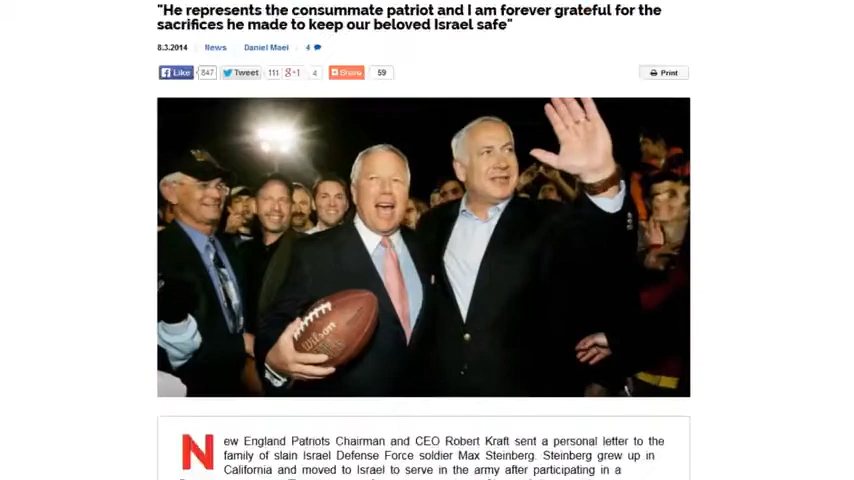 "He represents the consummate patriot and I am forever grateful for the
sacrifices he made to keep our beloved Israel safe"
8.3.2014 News Daniel Mael 4
Like 847 Tweet 111 g+1 4 Share 59 Print
Wilson
New England Patriots Chairman and CEO Robert Kraft sent a personal letter to the
family of slain Israel Defense Force soldier Max Steinberg. Steinberg grew up in
California and moved to Israel to serve in the army after participating in a